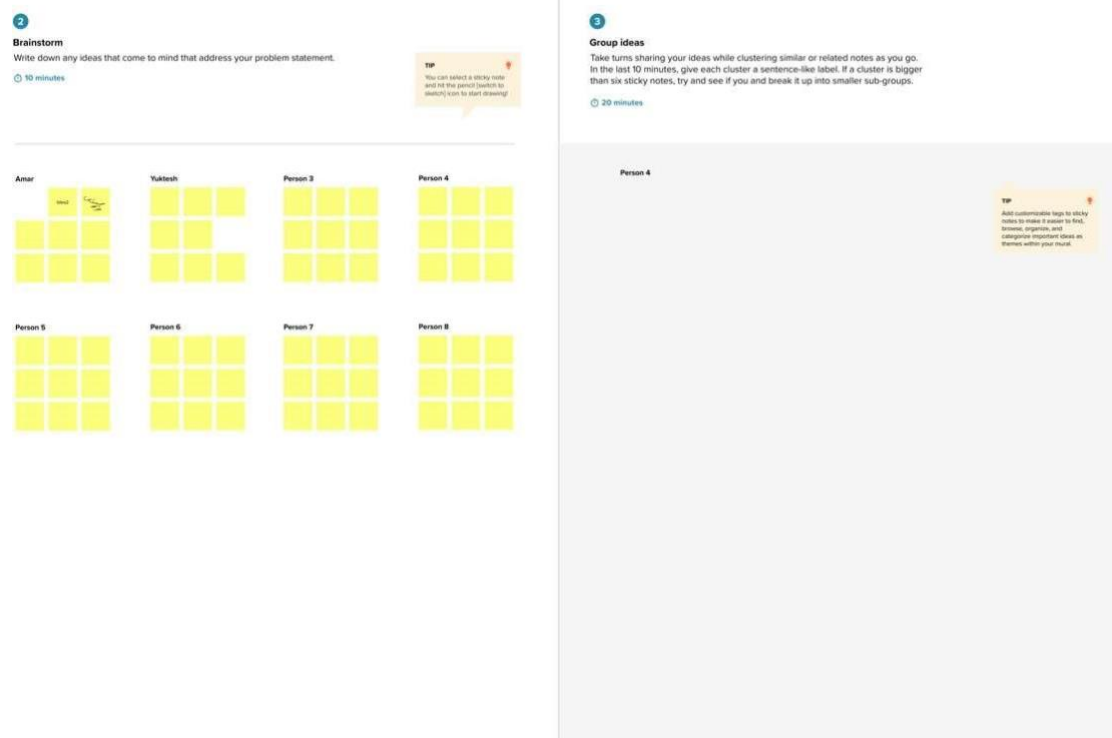 2
Brainstorm
Write down any ideas that come to mind that address your problem statement.
10 minutes
TIP
You can select a sticky note
and hit the pencil [switch to
sketch] icon to start drawing!
Amar
Yuktesh
Person 3
Person 4
Person 5
Person 6
Person 7
Person 8
3
Group ideas
Take turns sharing your ideas while clustering similar or related notes as you go.
In the last 10 minutes, give each cluster a sentence-like label. If a cluster is bigger
than six sticky notes, try and see if you and break it up into smaller sub-groups.
20 minutes
Person 4
TIP
Add customizable tags to sticky
notes to make it easier to find,
browse, organize, and
categorize important ideas as
themes within your mural.